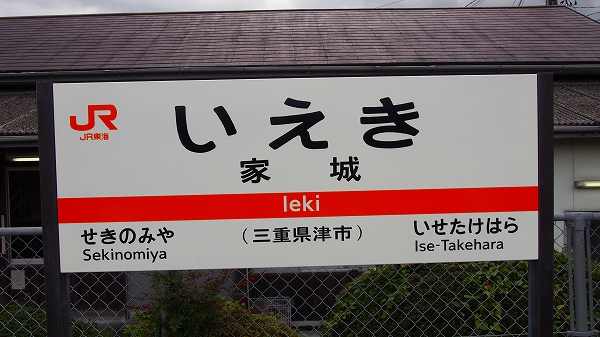 JR
JR東海
いえき
家城
Ieki
せきのみや
Sekinomiya
（三重県津市）
いせたけはら
Ise-Takehara